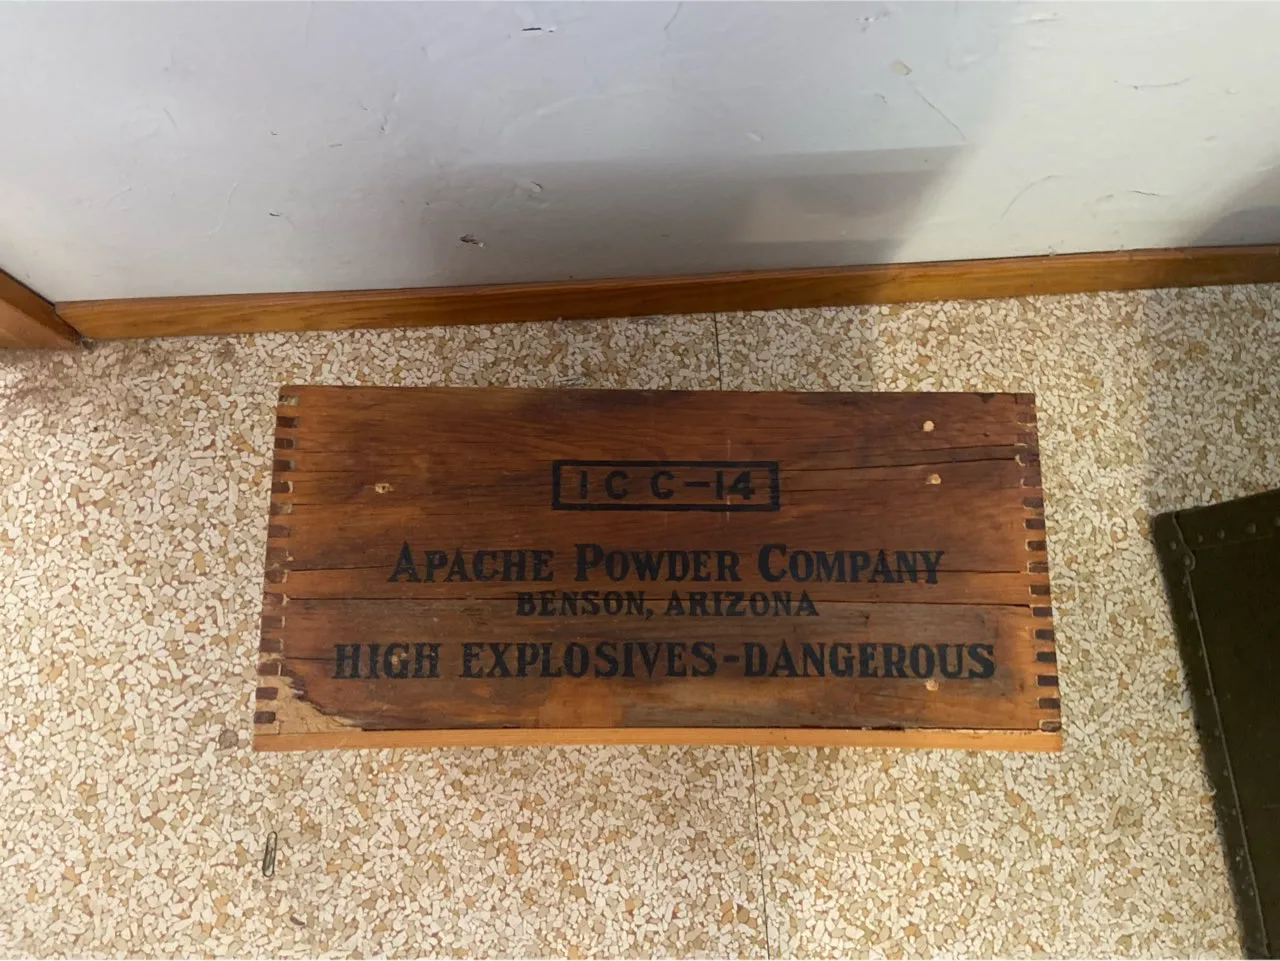 ICC-14
APACHE POWDER COMPANY
BENSON, ARIZONA
HIGH EXPLOSIVES-DANGEROUS